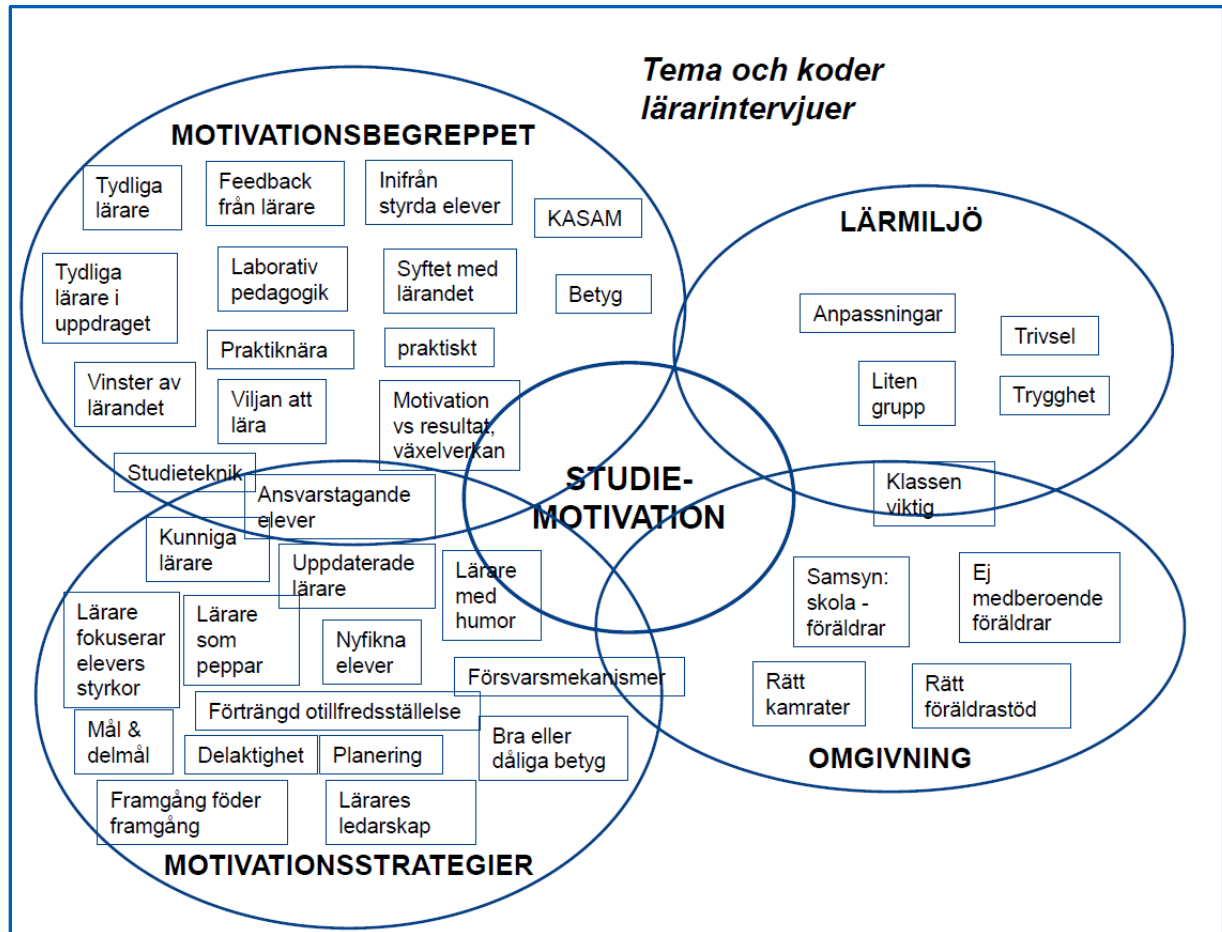 Tema och koder
lärarintervjuer
MOTIVATIONSBEGREPPET
Tydliga
lärare
Feedback
från lärare
Inifrån
styrda elever
KASAM
Tydliga
lärare i
uppdraget
Laborativ
pedagogik
Syftet med
lärandet
Betyg
Praktiknära
praktiskt
Vinster av
lärandet
Viljan att
lära
Motivation
vs resultat,
växelverkan
Studieteknik
Ansvarstagande
elever
LÄRMILJÖ
Anpassningar
Trivsel
Liten
grupp
Trygghet
Klassen
viktig
STUDIE-
MOTIVATION
Kunniga
lärare
Uppdaterade
lärare
Lärare
med
humor
Lärare
fokuserar
elevers
styrkor
Lärare
som
peppar
Nyfikna
elever
Försvarsmekanismer
Förträngd otillfredsställelse
Mål &
delmål
Delaktighet
Planering
Bra eller
dåliga betyg
Framgång föder
framgång
Lärares
ledarskap
MOTIVATIONSSTRATEGIER
Samsyn:
skola -
föräldrar
Ej
medberoende
föräldrar
Rätt
kamrater
Rätt
föräldrastöd
OMGIVNING